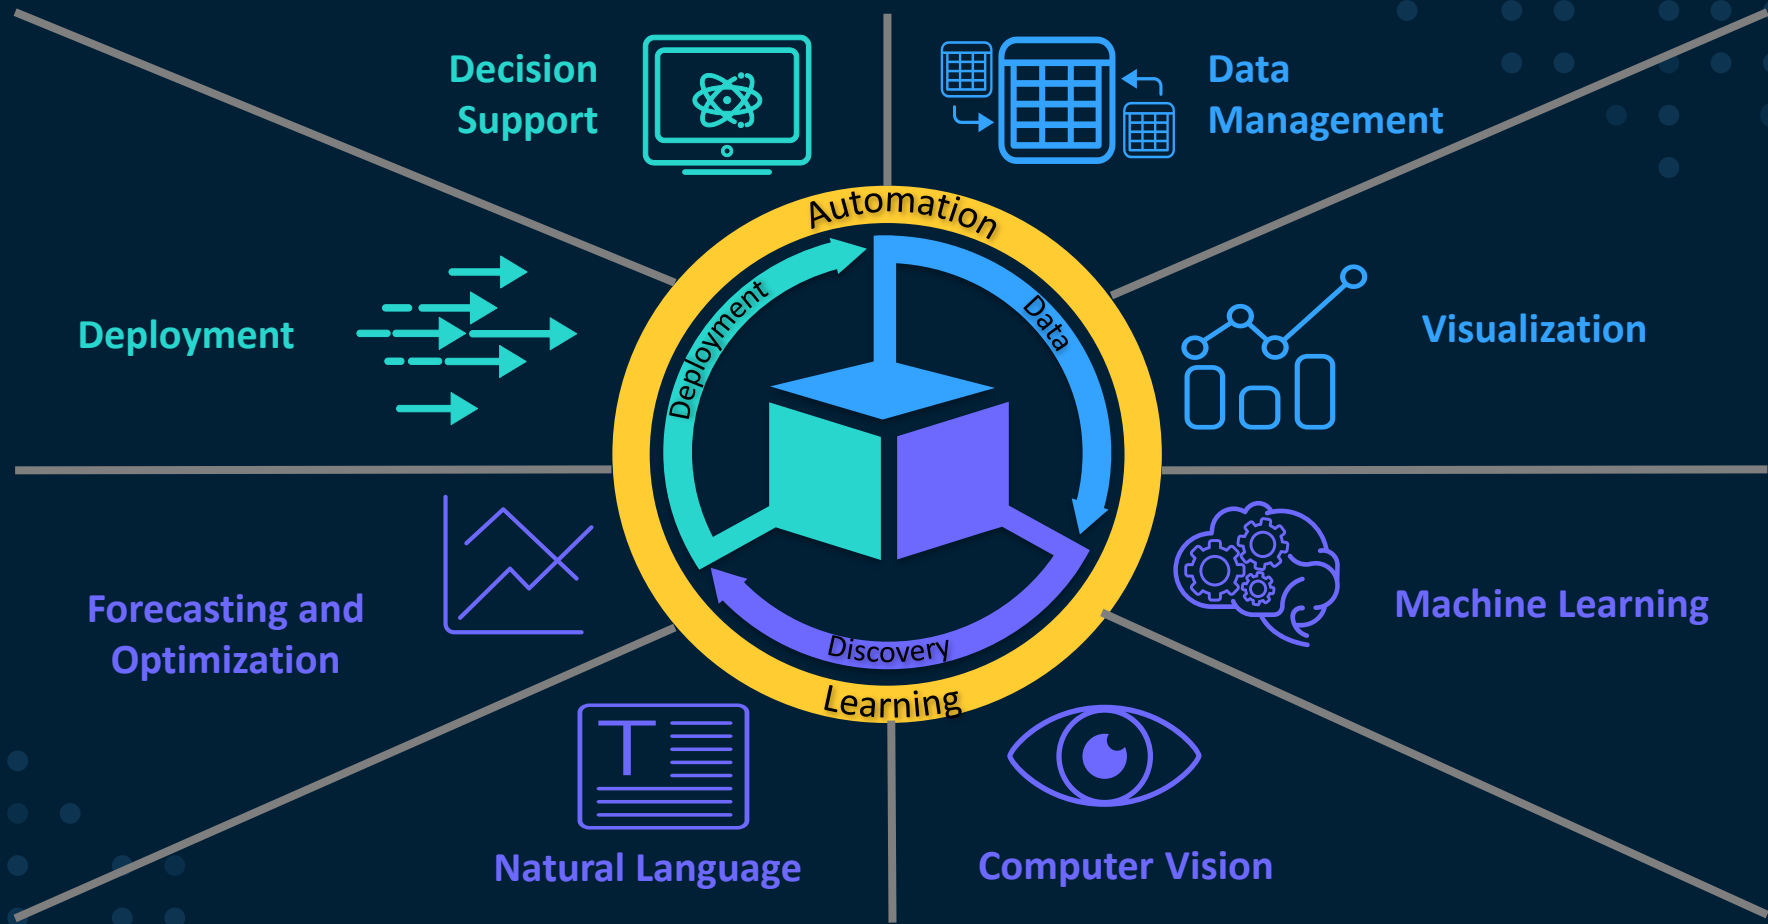 Decision
Support
Data
Management
Automation
Deployment
Deployment
Data
Visualization
Forecasting and
Optimization
Machine Learning
Discovery
Learning
T
Natural Language
Computer Vision